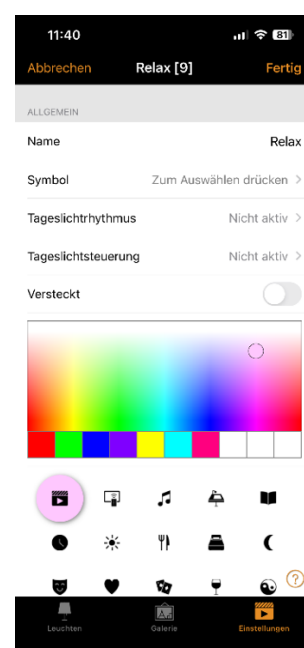 11:40
81
Abbrechen Relax [9] Fertig
ALLGEMEIN
Name Relax
Symbol Zum Auswählen drücken >
Tageslichtrhythmus Nicht aktiv >
Tageslichtsteuerung Nicht aktiv >
Versteckt
?
Leuchten Galerie Einstellungen